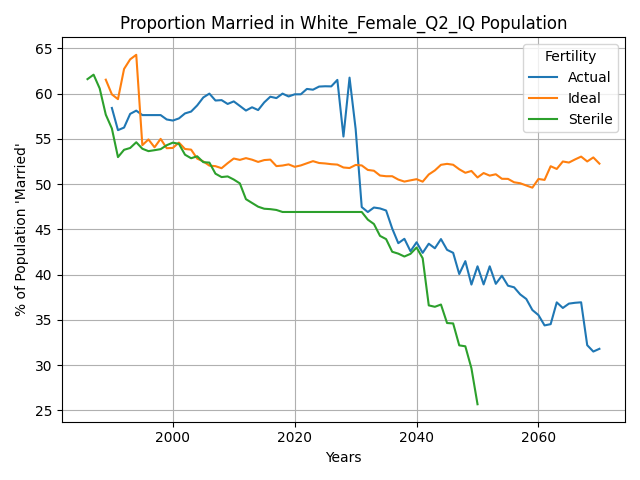 Proportion Married in White_Female_Q2_IQ Population
% of Population 'Married'
65
60
55
50
45
40
35
30
25
Fertility
Actual
Ideal
Sterile
2000 2020 2040 2060
Years